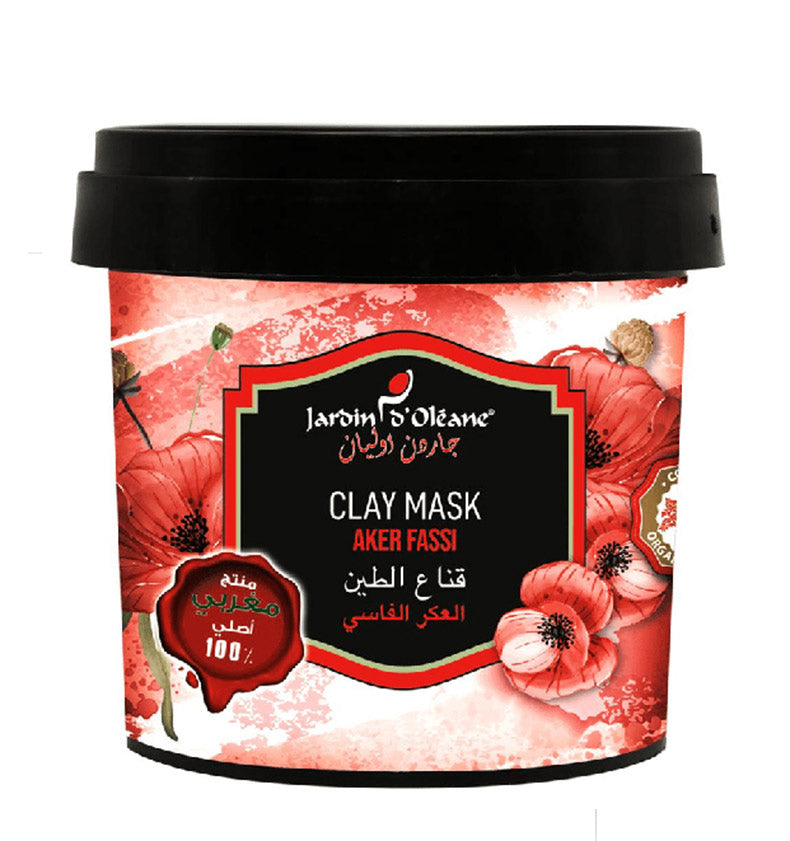 Jardin d'Oléane®
جاردن اوليان
CLAY MASK
AKER FASSI
قناع الطين
العكر الفاسي
منتج
مغربي
أصلي
100%